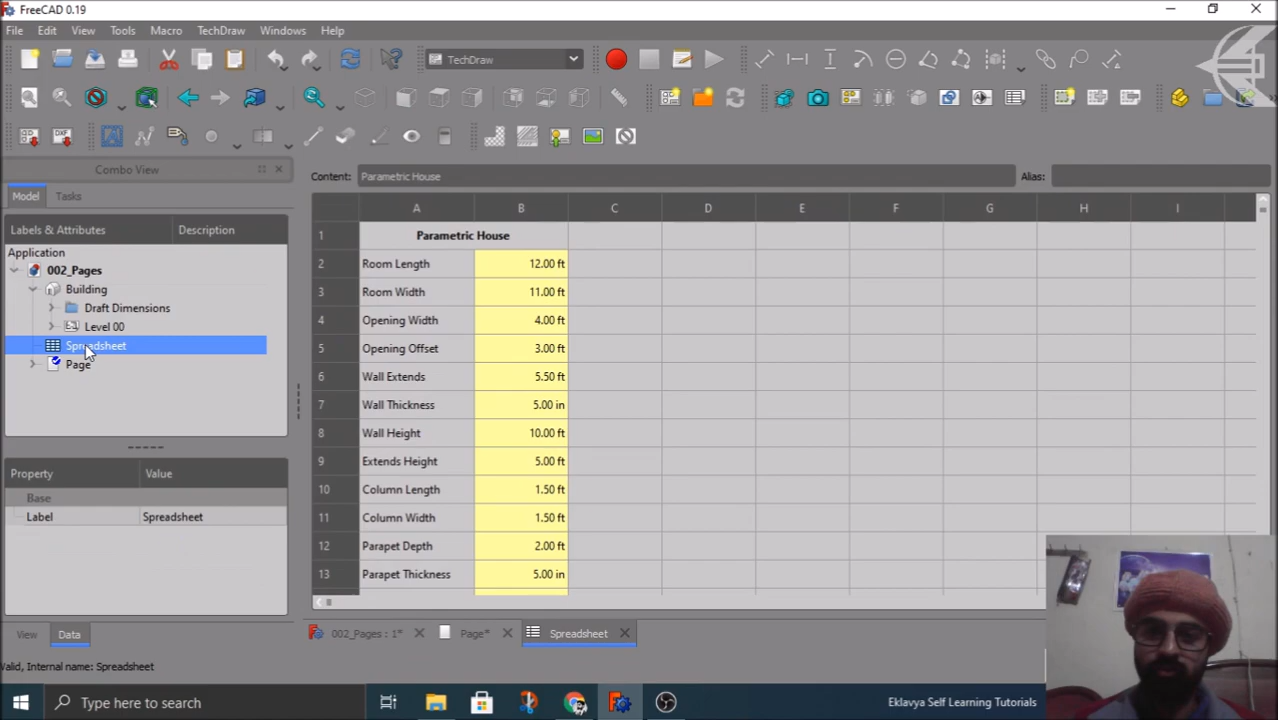 FreeCAD 0.19
File Edit View Tools Macro TechDraw Windows Help
TechDraw
Combo View
Content: Parametric House Alias:
Model Tasks
Labels & Attributes Description
A B C D E F G H I
Application
1 Parametric House
002_Pages
2 Room Length 12.00 ft
Building
3 Room Width 11.00 ft
Draft Dimensions
4 Opening Width 4.00 ft
Level 00
5 Opening Offset 3.00 ft
Spreadsheet
6 Wall Extends 5.50 ft
Page
7 Wall Thickness 5.00 in
8 Wall Height 10.00 ft
9 Extends Height 5.00 ft
10 Column Length 1.50 ft
11 Column Width 1.50 ft
12 Parapet Depth 2.00 ft
13 Parapet Thickness 5.00 in
Property Value
Base
Label Spreadsheet
View Data
002_Pages : 1* Page* Spreadsheet
Valid, Internal name: Spreadsheet
Type here to search
Eklavya Self Learning Tutorials